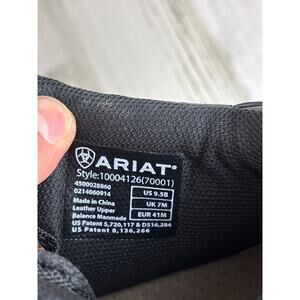 ARIAT
Style:10004126(70001)
4500028860
0214060914
Made in China
Leather Upper
Balance Manmade
US Patent 5,720,117 & D516,284
US Patent 8,136,266
US 9.5B
UK 7M
EUR 41M